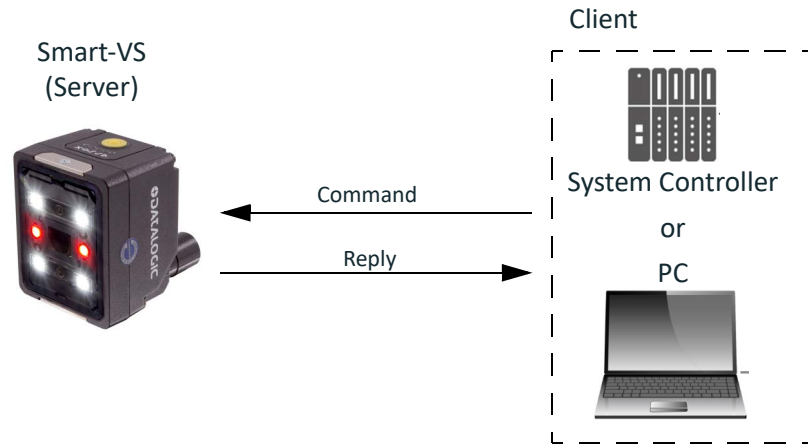 Client
Smart-VS
(Server)
DATALOGIC
Command
Reply
System Controller
or
PC